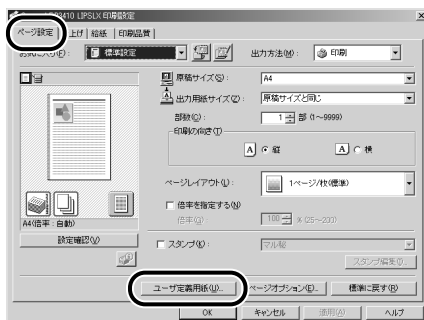 3410 LIPSLX 印刷設定
ページ設定 上げ 給紙 印刷品質
お気に入り(F): 標準設定 出力方法(M): 印刷
原稿サイズ(S): A4
出力用紙サイズ(Z): 原稿サイズと同じ
部数(C): 1 部 (1～9999)
印刷の向き(T)
A 縦 A 横
ページレイアウト(L): 1ページ/枚(標準)
倍率を指定する(N)
倍率(G): 100 % (25～200)
A4(倍率: 自動)
設定確認(V)
スタンプ(K): マル秘
スタンプ編集(I)...
ユーザ定義用紙(U)... ページオプション(E)... 標準に戻す(R)
OK キャンセル 適用(A) ヘルプ